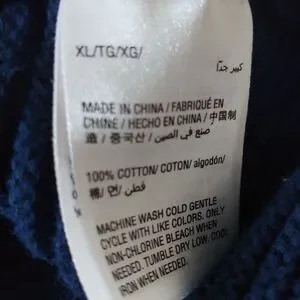 XL/TG/XG/
كبير جدًا
MADE IN CHINA / FABRIQUÉ EN
CHINE / HECHO EN CHINA / 中国制
造 / 중국산 / صنع في الصين /
100% COTTON/ COTON/ algodón/
棉/ 면/ قطن/
MACHINE WASH COLD GENTLE
CYCLE WITH LIKE COLORS. ONLY
NON-CHLORINE BLEACH WHEN
NEEDED. TUMBLE DRY LOW. COOL
IRON WHEN NEEDED.